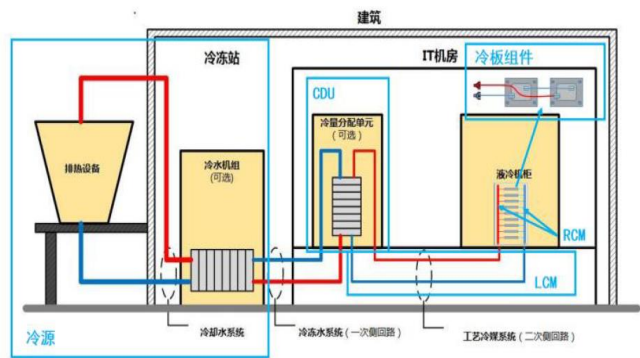 建筑
冷冻站
IT机房
冷板组件
CDU
冷量分配单元
(可选)
排热设备
冷水机组
(可选)
液冷机柜
RCM
LCM
冷源
冷却水系统
冷冻水系统(一次侧回路)
工艺冷媒系统(二次侧回路)